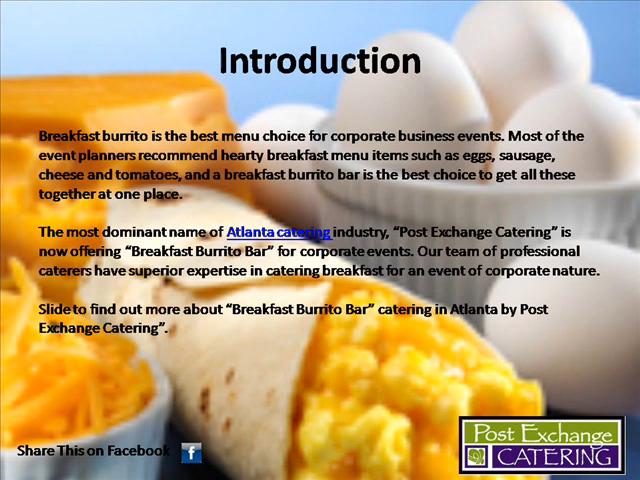 Introduction
Breakfast burrito is the best menu choice for corporate business events. Most of the
event planners recommend hearty breakfast menu items such as eggs, sausage,
cheese and tomatoes, and a breakfast burrito bar is the best choice to get all these
together at one place.
The most dominant name of Atlanta catering industry, “Post Exchange Catering” is
now offering “Breakfast Burrito Bar” for corporate events. Our team of professional
caterers have superior expertise in catering breakfast for an event of corporate nature.
Slide to find out more about “Breakfast Burrito Bar” catering in Atlanta by Post
Exchange Catering”.
Share This on Facebook f
Post Exchange
CATERING